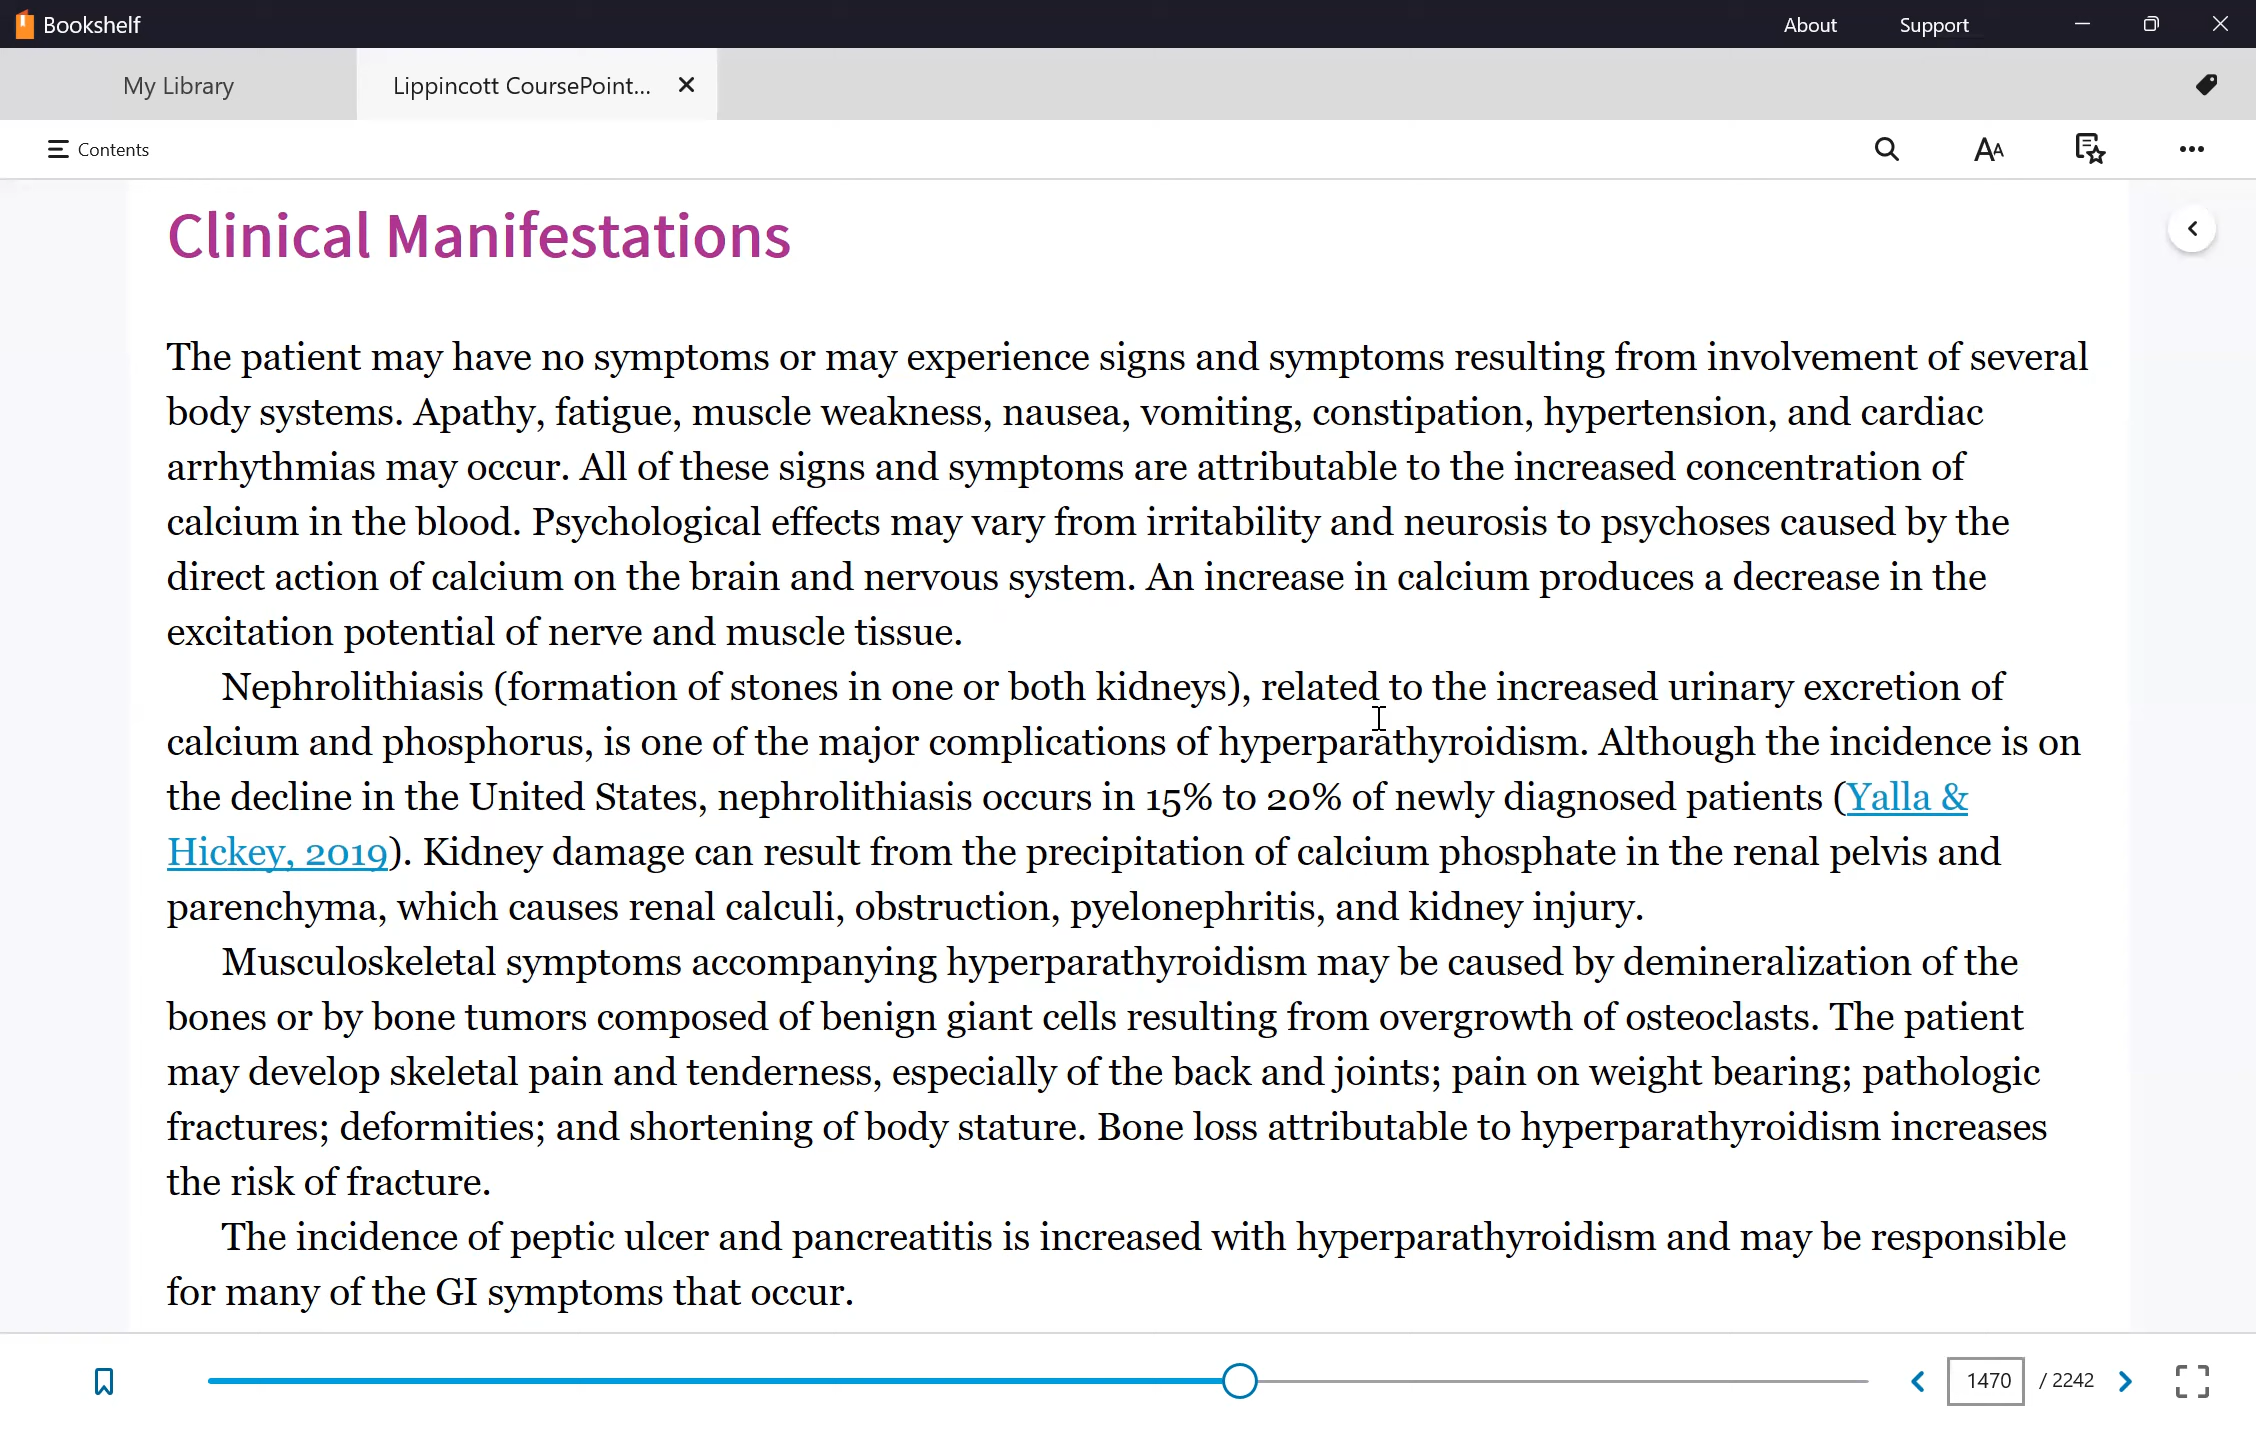 Bookshelf
About Support
My Library Lippincott CoursePoint...
Contents
Clinical Manifestations
The patient may have no symptoms or may experience signs and symptoms resulting from involvement of several
body systems. Apathy, fatigue, muscle weakness, nausea, vomiting, constipation, hypertension, and cardiac
arrhythmias may occur. All of these signs and symptoms are attributable to the increased concentration of
calcium in the blood. Psychological effects may vary from irritability and neurosis to psychoses caused by the
direct action of calcium on the brain and nervous system. An increase in calcium produces a decrease in the
excitation potential of nerve and muscle tissue.
Nephrolithiasis (formation of stones in one or both kidneys), related to the increased urinary excretion of
calcium and phosphorus, is one of the major complications of hyperparathyroidism. Although the incidence is on
the decline in the United States, nephrolithiasis occurs in 15% to 20% of newly diagnosed patients (Yalla &
Hickey, 2019). Kidney damage can result from the precipitation of calcium phosphate in the renal pelvis and
parenchyma, which causes renal calculi, obstruction, pyelonephritis, and kidney injury.
Musculoskeletal symptoms accompanying hyperparathyroidism may be caused by demineralization of the
bones or by bone tumors composed of benign giant cells resulting from overgrowth of osteoclasts. The patient
may develop skeletal pain and tenderness, especially of the back and joints; pain on weight bearing; pathologic
fractures; deformities; and shortening of body stature. Bone loss attributable to hyperparathyroidism increases
the risk of fracture.
The incidence of peptic ulcer and pancreatitis is increased with hyperparathyroidism and may be responsible
for many of the GI symptoms that occur.
1470 / 2242